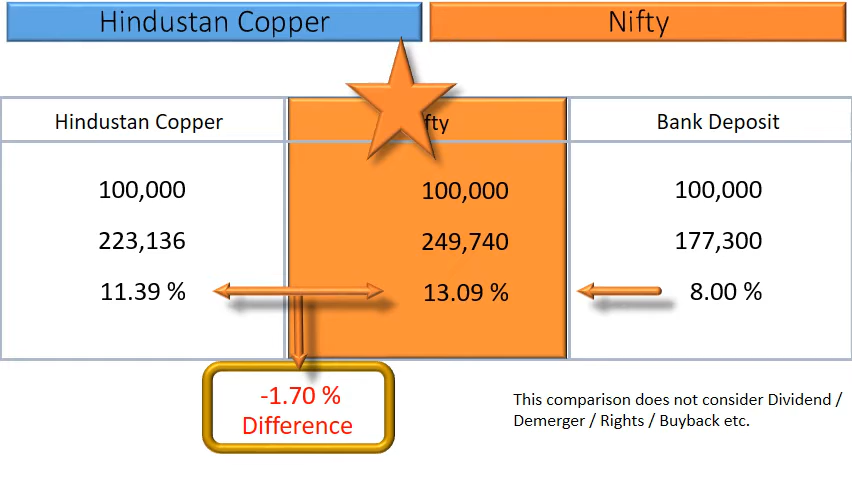 Hindustan Copper
Nifty
Hindustan Copper
fty
Bank Deposit
100,000
100,000
100,000
223,136
249,740
177,300
11.39 %
13.09 %
8.00 %
-1.70 %
Difference
This comparison does not consider Dividend /
Demerger / Rights / Buyback etc.